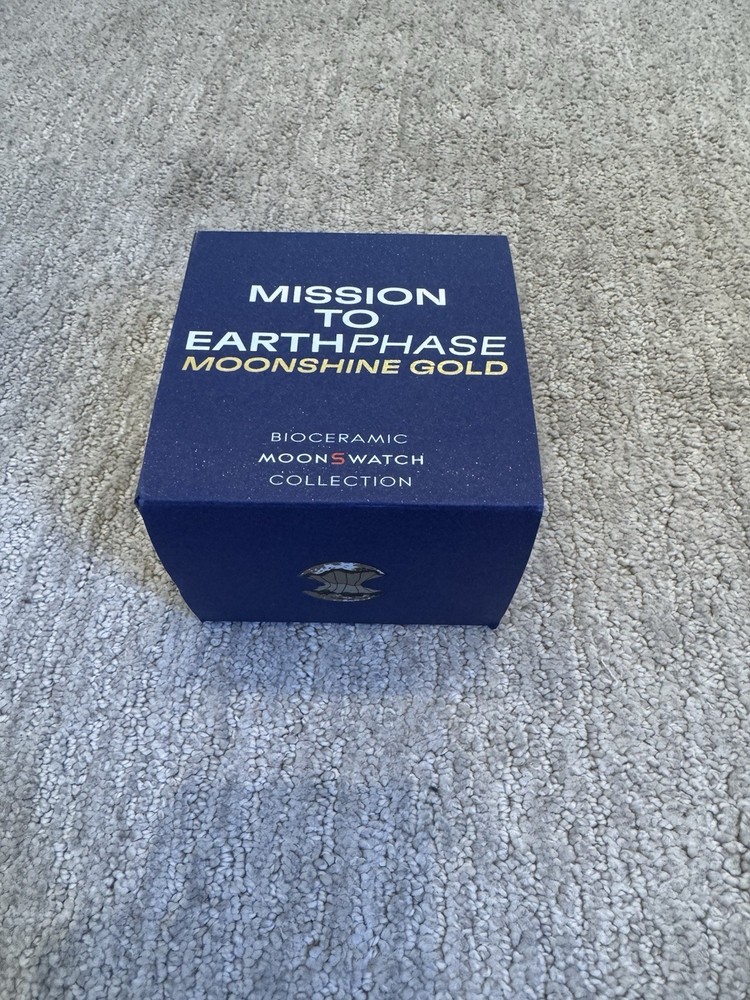 MISSION
TO
EARTHPHASE
MOONSHINE GOLD
BIOCERAMIC
MOONSWATCH
COLLECTION